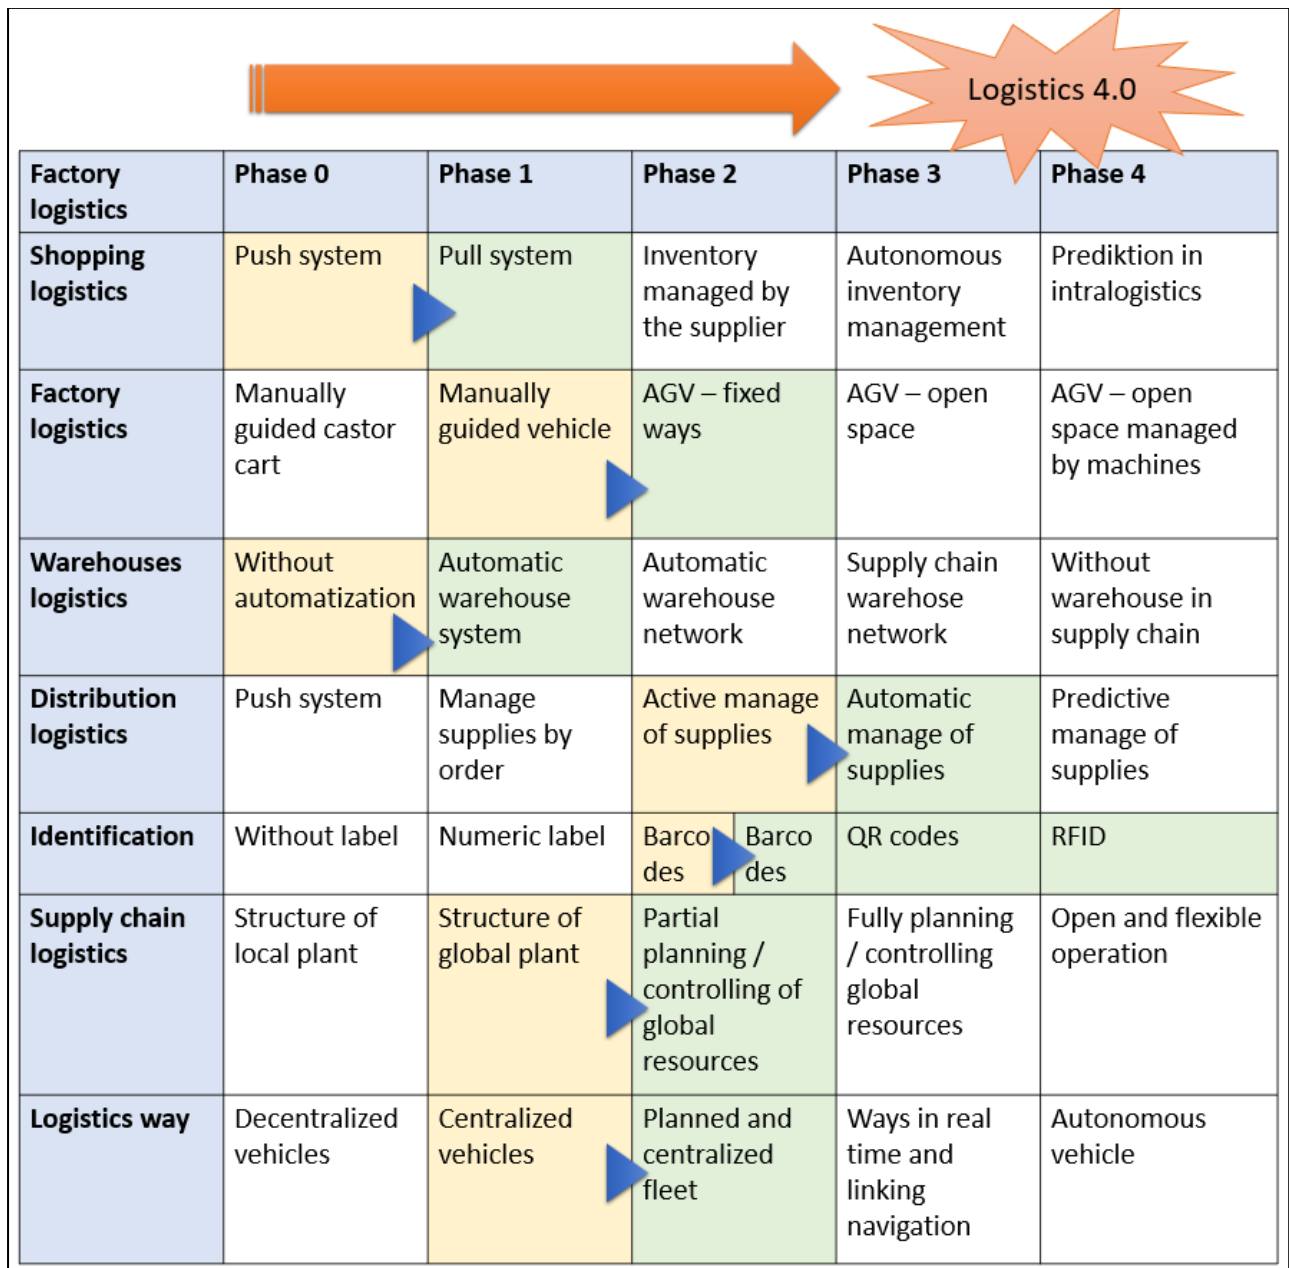 Logistics 4.0
Factory
logistics
Phase 0
Phase 1
Phase 2
Phase 3
Phase 4
Shopping
logistics
Push system
Pull system
Inventory
managed by
the supplier
Autonomous
inventory
management
Prediktion in
intralogistics
Factory
logistics
Manually
guided castor
cart
Manually
guided vehicle
AGV – fixed
ways
AGV – open
space
AGV – open
space managed
by machines
Warehouses
logistics
Without
automatization
Automatic
warehouse
system
Automatic
warehouse
network
Supply chain
warehose
network
Without
warehouse in
supply chain
Distribution
logistics
Push system
Manage
supplies by
order
Active manage
of supplies
Automatic
manage of
supplies
Predictive
manage of
supplies
Identification
Without label
Numeric label
Barco
des
Barco
des
QR codes
RFID
Supply chain
logistics
Structure of
local plant
Structure of
global plant
Partial
planning /
controlling of
global
resources
Fully planning
/ controlling
global
resources
Open and flexible
operation
Logistics way
Decentralized
vehicles
Centralized
vehicles
Planned and
centralized
fleet
Ways in real
time and
linking
navigation
Autonomous
vehicle